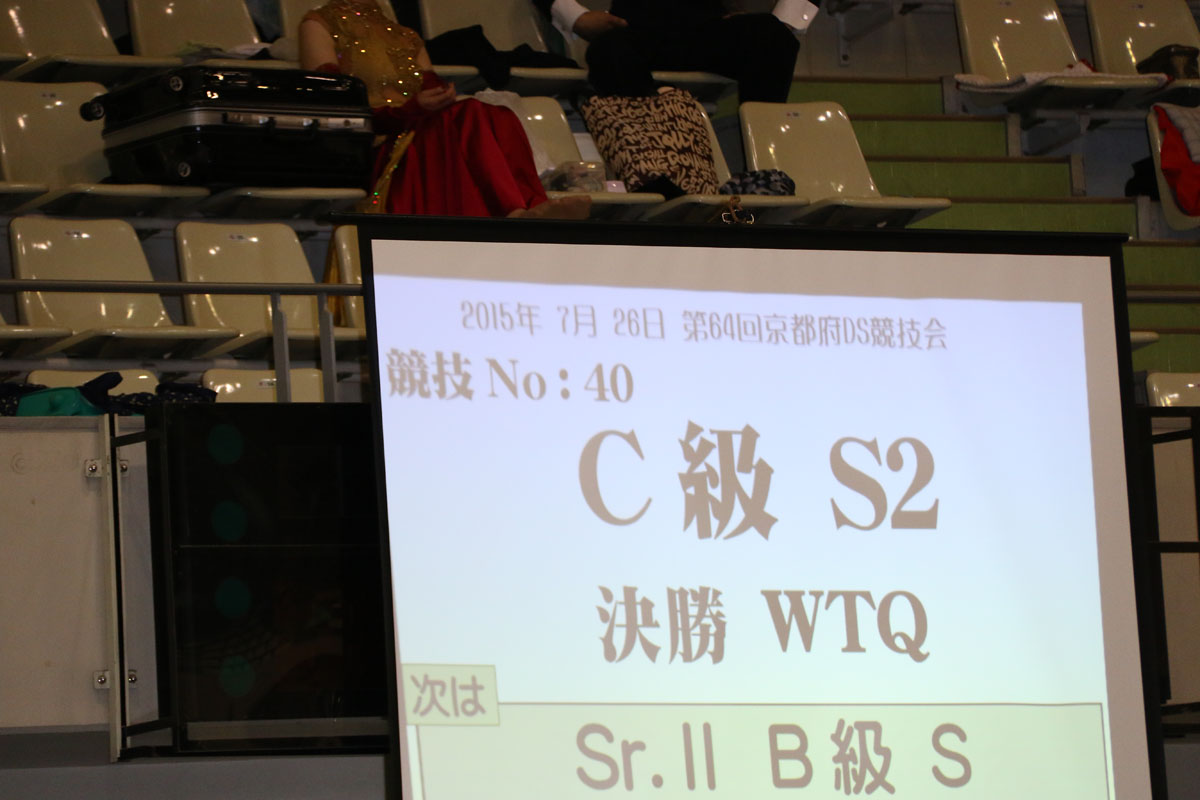 2015年 7月 26日 第64回京都府DS競技会
競技 No : 40
C級 S2
決勝 WTQ
次は
Sr.II B級 S